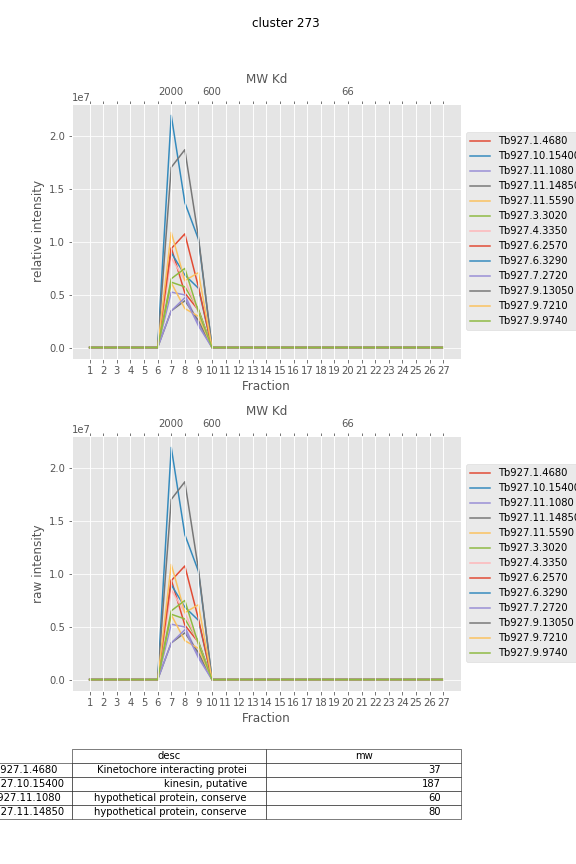 cluster 273
MW Kd
2000 600 66
1e7
relative intensity
2.0
1.5
1.0
0.5
0.0
1 2 3 4 5 6 7 8 9 10 11 12 13 14 15 16 17 18 19 20 21 22 23 24 25 26 27
Fraction
Tb927.1.4680
Tb927.10.15400
Tb927.11.1080
Tb927.11.14850
Tb927.11.5590
Tb927.3.3020
Tb927.4.3350
Tb927.6.2570
Tb927.6.3290
Tb927.7.2720
Tb927.9.13050
Tb927.9.7210
Tb927.9.9740
MW Kd
2000 600 66
1e7
raw intensity
2.0
1.5
1.0
0.5
0.0
1 2 3 4 5 6 7 8 9 10 11 12 13 14 15 16 17 18 19 20 21 22 23 24 25 26 27
Fraction
Tb927.1.4680
Tb927.10.15400
Tb927.11.1080
Tb927.11.14850
Tb927.11.5590
Tb927.3.3020
Tb927.4.3350
Tb927.6.2570
Tb927.6.3290
Tb927.7.2720
Tb927.9.13050
Tb927.9.7210
Tb927.9.9740
desc mw
927.1.4680 Kinetochore interacting protei 37
27.10.15400 kinesin, putative 187
927.11.1080 hypothetical protein, conserve 60
27.11.14850 hypothetical protein, conserve 80